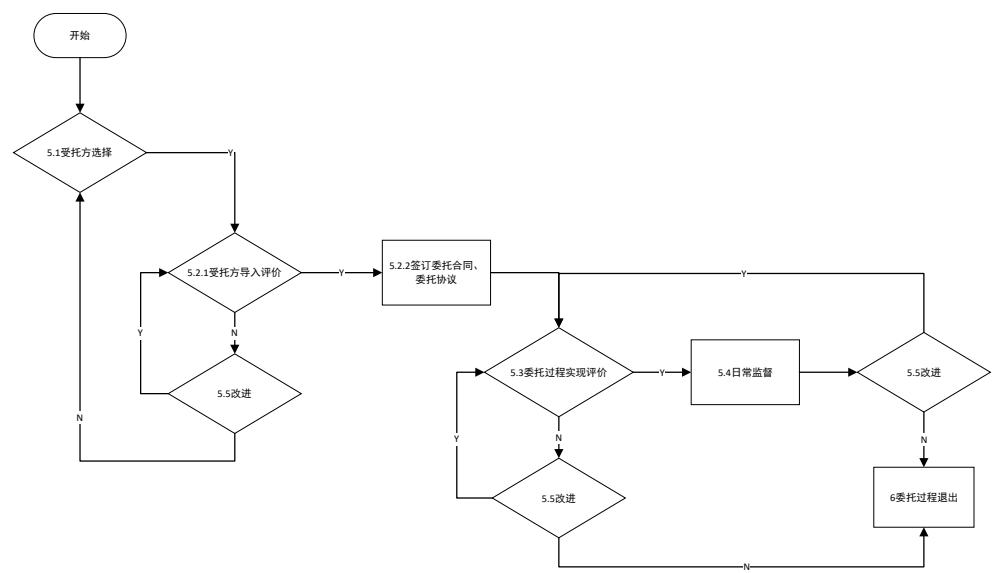 开始
5.1受托方选择
Y
5.2.1受托方导入评价
Y
5.2.2签订委托合同、
委托协议
Y
N
Y
5.5改进
N
5.3委托过程实现评价
Y
5.4日常监督
5.5改进
N
Y
N
5.5改进
6委托过程退出
N